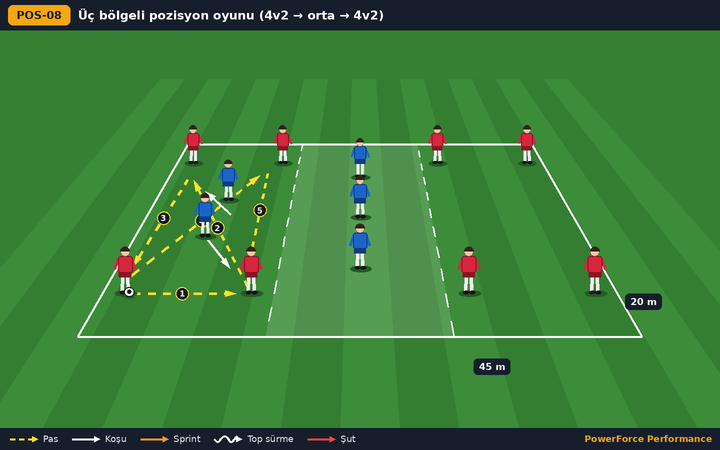 POS-08 Üç bölgeli pozisyon oyunu (4v2 → orta → 4v2)
5
3
2
1
20 m
45 m
Pas Koşu Sprint Top sürme Şut PowerForce Performance